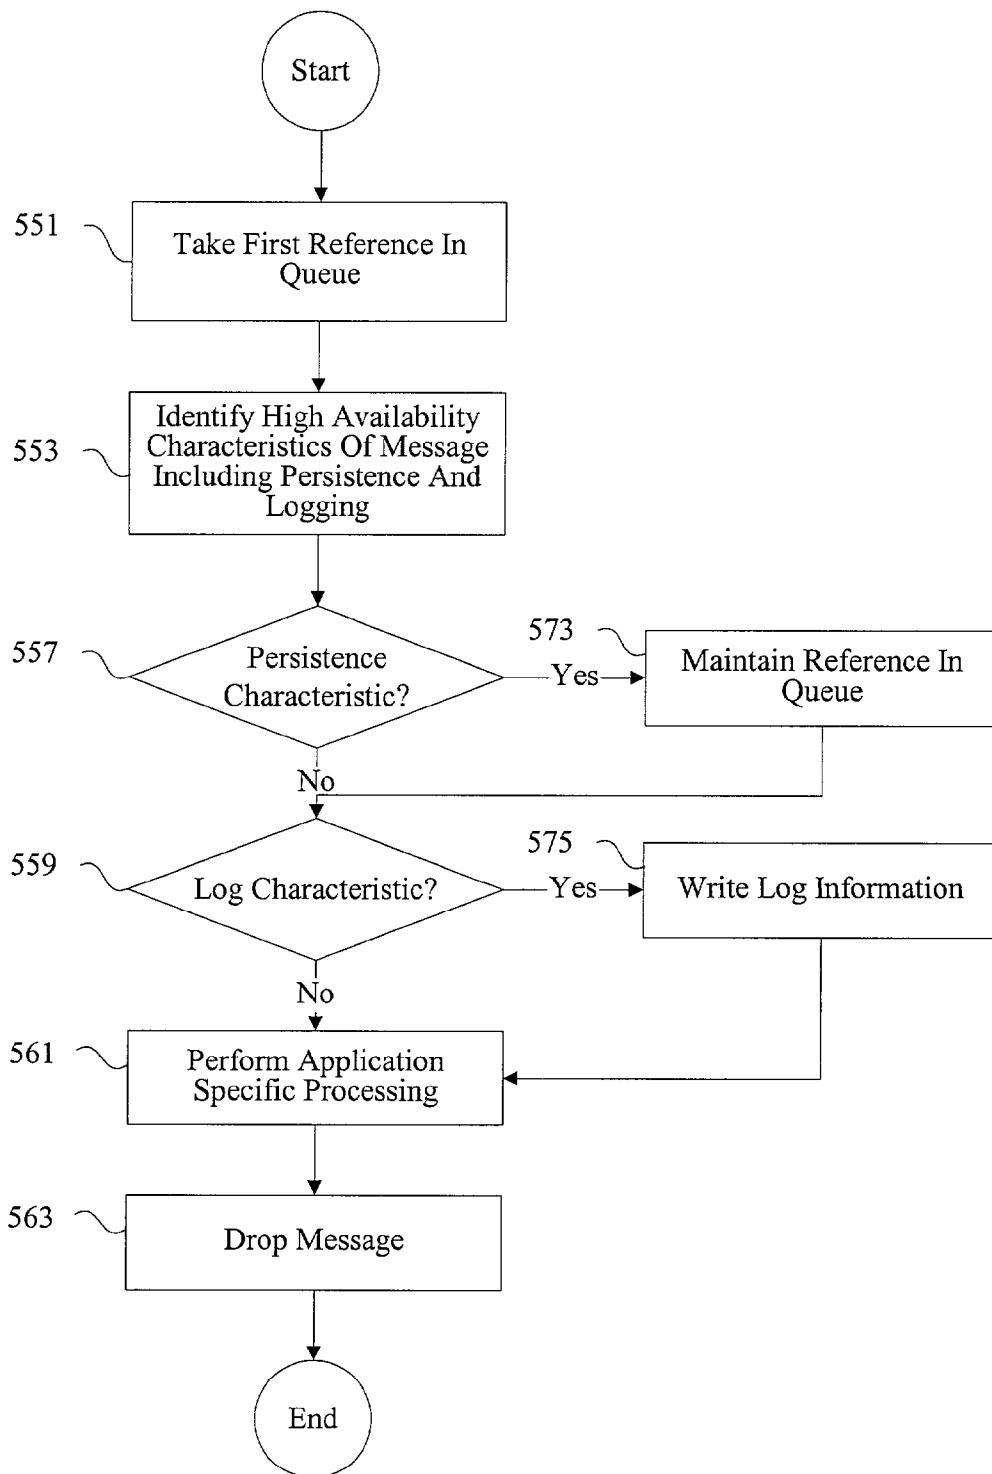 Start
551
Take First Reference In
Queue
553
Identify High Availability
Characteristics Of Message
Including Persistence And
Logging
557
Persistence
Characteristic?
Yes
573
Maintain Reference In
Queue
No
559
Log Characteristic?
Yes
575
Write Log Information
No
561
Perform Application
Specific Processing
563
Drop Message
End